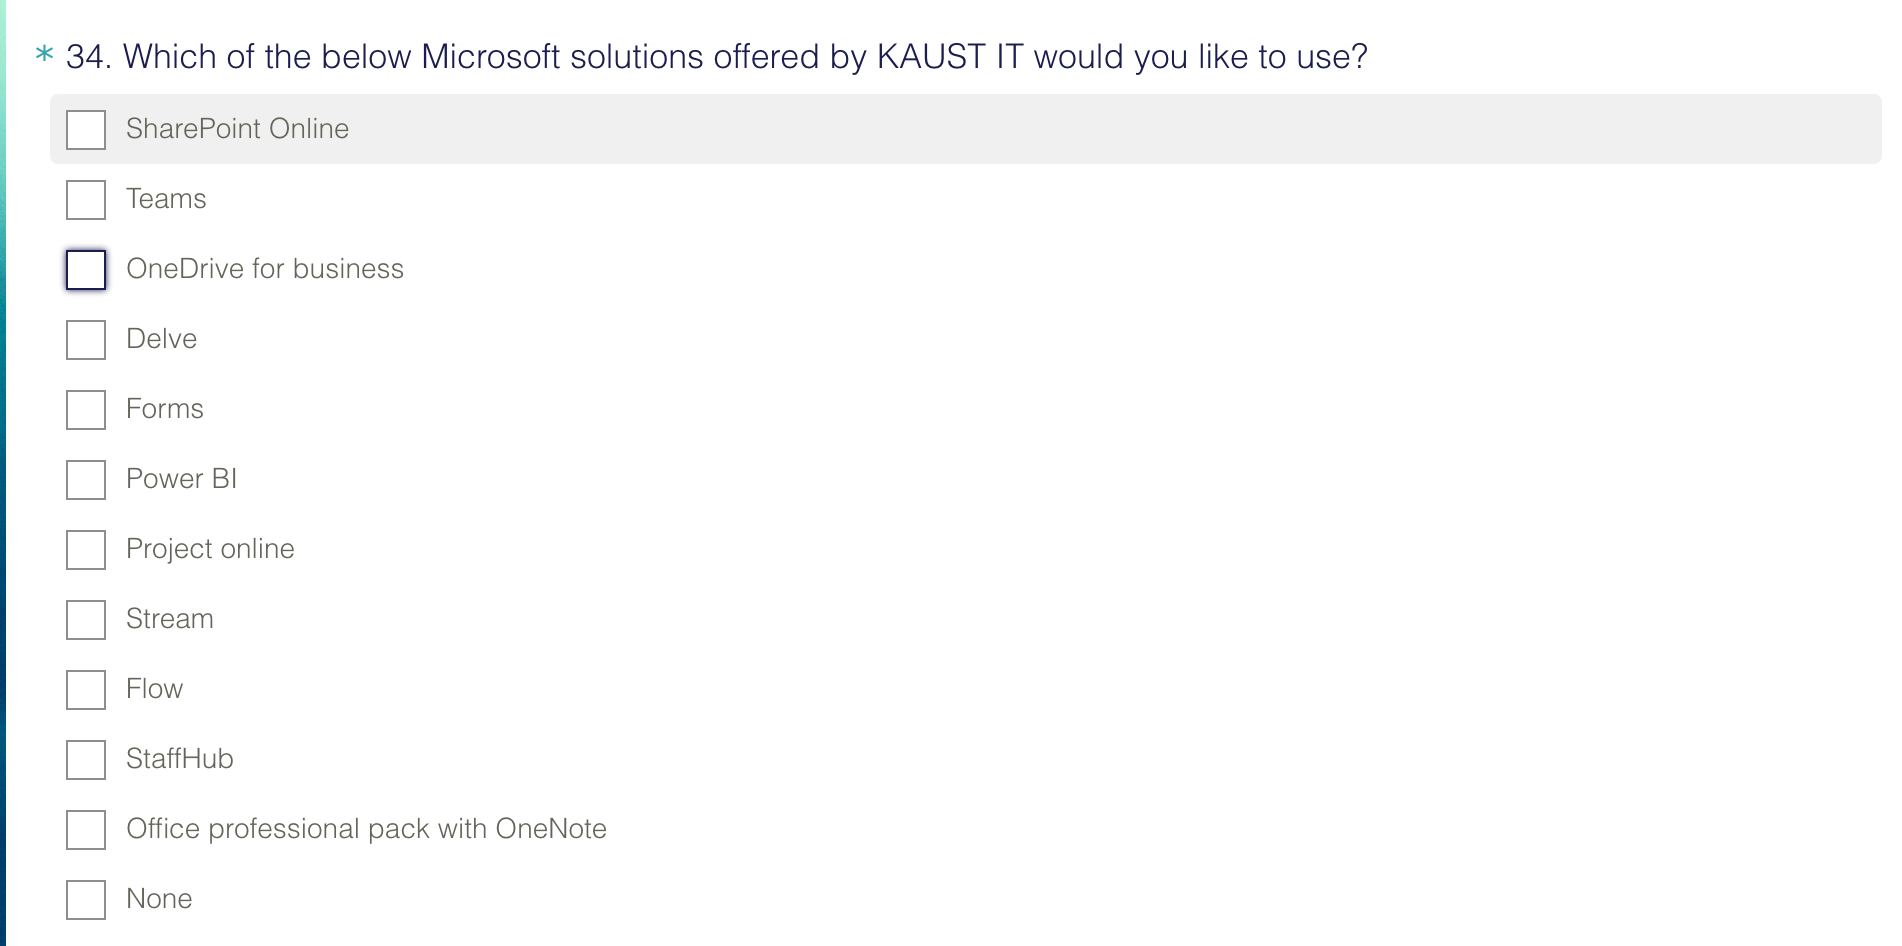 * 34. Which of the below Microsoft solutions offered by KAUST IT would you like to use?
SharePoint Online
Teams
OneDrive for business
Delve
Forms
Power BI
Project online
Stream
Flow
StaffHub
Office professional pack with OneNote
None